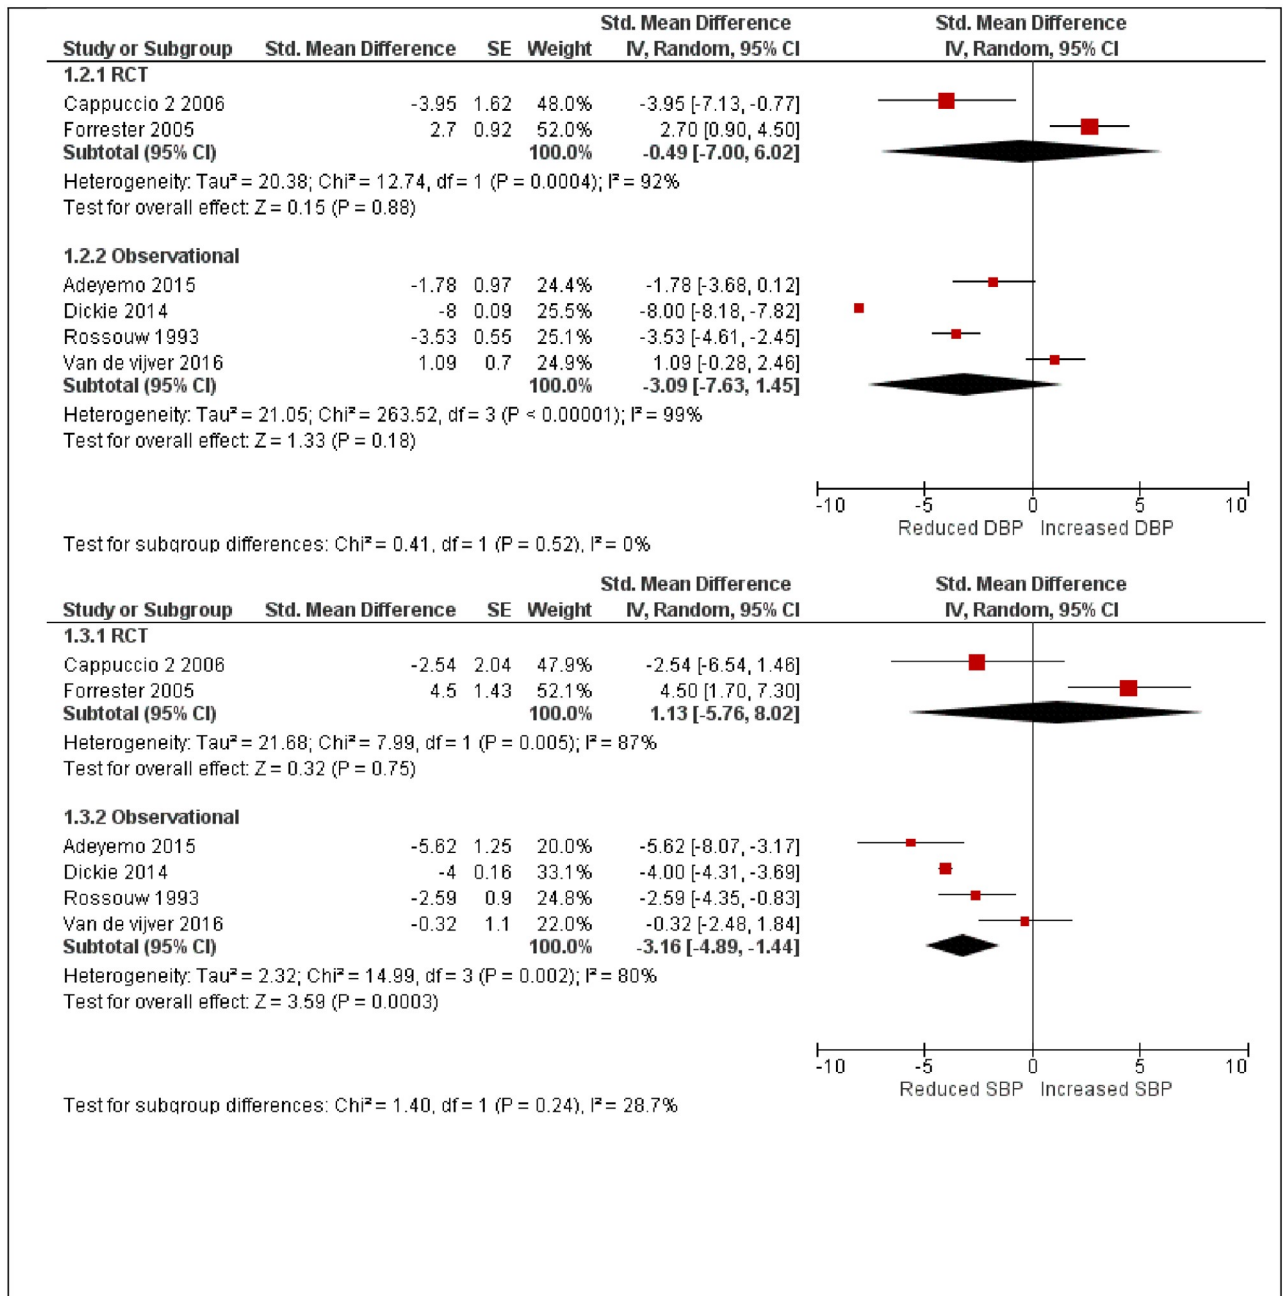 Std. Mean Difference Std. Mean Difference
Study or Subgroup Std. Mean Difference SE Weight IV, Random, 95% CI IV, Random, 95% CI
1.2.1 RCT
Cappuccio 2 2006 -3.95 1.62 48.0% -3.95 [-7.13, -0.77]
Forrester 2005 2.7 0.92 52.0% 2.70 [0.90, 4.50]
Subtotal (95% CI) 100.0% -0.49 [-7.00, 6.02]
Heterogeneity: Tau² = 20.38; Chi² = 12.74, df = 1 (P = 0.0004); I² = 92%
Test for overall effect: Z = 0.15 (P = 0.88)
1.2.2 Observational
Adeyemo 2015 -1.78 0.97 24.4% -1.78 [-3.68, 0.12]
Dickie 2014 -8 0.09 25.5% -8.00 [-8.18, -7.82]
Rossouw 1993 -3.53 0.55 25.1% -3.53 [-4.61, -2.45]
Van de vijver 2016 1.09 0.7 24.9% 1.09 [-0.28, 2.46]
Subtotal (95% CI) 100.0% -3.09 [-7.63, 1.45]
Heterogeneity: Tau² = 21.05; Chi² = 263.52, df = 3 (P < 0.00001); I² = 99%
Test for overall effect: Z = 1.33 (P = 0.18)
-10 -5 0 5 10
Reduced DBP Increased DBP
Test for subgroup differences: Chi² = 0.41, df = 1 (P = 0.52), I² = 0%
Std. Mean Difference Std. Mean Difference
Study or Subgroup Std. Mean Difference SE Weight IV, Random, 95% CI IV, Random, 95% CI
1.3.1 RCT
Cappuccio 2 2006 -2.54 2.04 47.9% -2.54 [-6.54, 1.46]
Forrester 2005 4.5 1.43 52.1% 4.50 [1.70, 7.30]
Subtotal (95% CI) 100.0% 1.13 [-5.76, 8.02]
Heterogeneity: Tau² = 21.68; Chi² = 7.99, df = 1 (P = 0.005); I² = 87%
Test for overall effect: Z = 0.32 (P = 0.75)
1.3.2 Observational
Adeyemo 2015 -5.62 1.25 20.0% -5.62 [-8.07, -3.17]
Dickie 2014 -4 0.16 33.1% -4.00 [-4.31, -3.69]
Rossouw 1993 -2.59 0.9 24.8% -2.59 [-4.35, -0.83]
Van de vijver 2016 -0.32 1.1 22.0% -0.32 [-2.48, 1.84]
Subtotal (95% CI) 100.0% -3.16 [-4.89, -1.44]
Heterogeneity: Tau² = 2.32; Chi² = 14.99, df = 3 (P = 0.002); I² = 80%
Test for overall effect: Z = 3.59 (P = 0.0003)
-10 -5 0 5 10
Reduced SBP Increased SBP
Test for subgroup differences: Chi² = 1.40, df = 1 (P = 0.24), I² = 28.7%